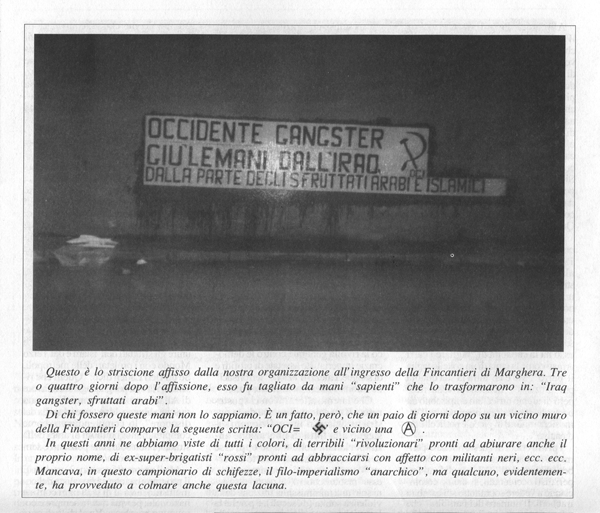 OCCIDENTE GANGSTER
GIU' LE MANI DALL'IRAQ.
OCI
DALLA PARTE DEGLI SFRUTTATI ARABI E ISLAMICI
Questo è lo striscione affisso dalla nostra organizzazione all'ingresso della Fincantieri di Marghera. Tre
o quattro giorni dopo l'affissione, esso fu tagliato da mani “sapienti” che lo trasformarono in: “Iraq
gangster, sfruttati arabi”.
Di chi fossero queste mani non lo sappiamo. È un fatto, però, che un paio di giorni dopo su un vicino muro
della Fincantieri comparve la seguente scritta: “OCI= 卐” e vicino una Ⓐ .
In questi anni ne abbiamo viste di tutti i colori, di terribili “rivoluzionari” pronti ad abiurare anche il
proprio nome, di ex-super-brigatisti “rossi” pronti ad abbracciarsi con affetto con militanti neri, ecc. ecc.
Mancava, in questo campionario di schifezze, il filo-imperialismo “anarchico”, ma qualcuno, evidentemen-
te, ha provveduto a colmare anche questa lacuna.